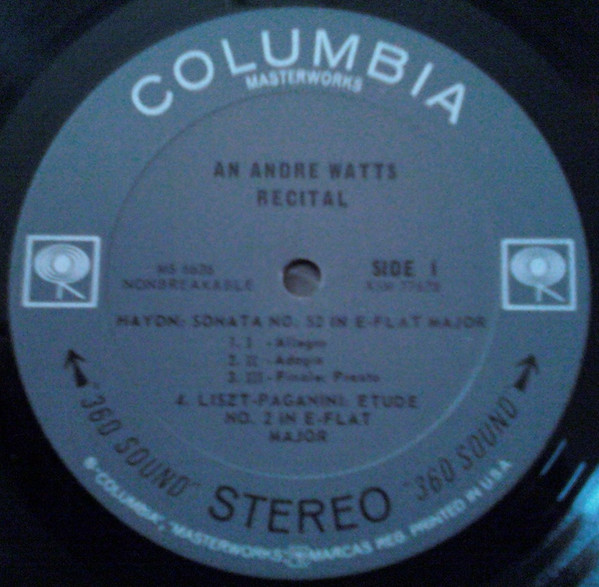 COLUMBIA
MASTERWORKS
AN ANDRE WATTS
RECITAL
MS 6636
NONBREAKABLE
SIDE 1
HAYDN: SONATA NO. 52 IN E-FLAT MAJOR
1. I - Allegro
2. II - Adagio
3. III - Finale: Presto
4. LISZT-PAGANINI: ETUDE
NO. 2 IN E-FLAT
MAJOR
"360 SOUND" STEREO "360 SOUND"
"COLUMBIA", "MASTERWORKS" MARCAS REG. PRINTED IN U.S.A.